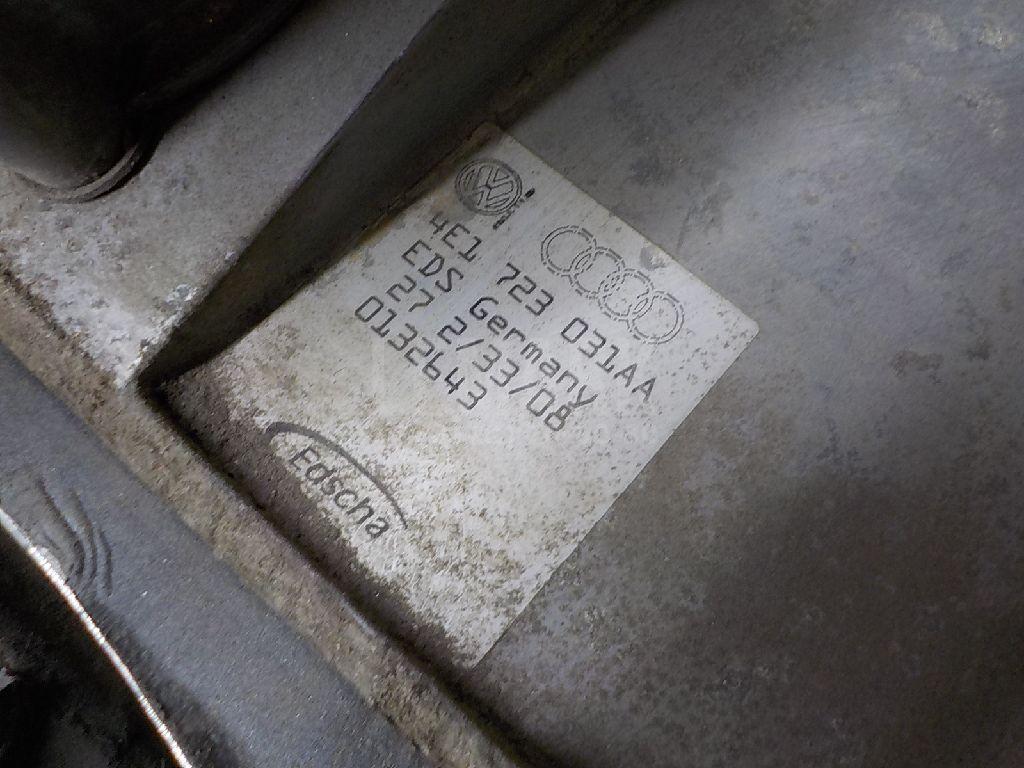 4E1 723 031AA
EDS Germany
27 2/33/08
0132643
Edscha